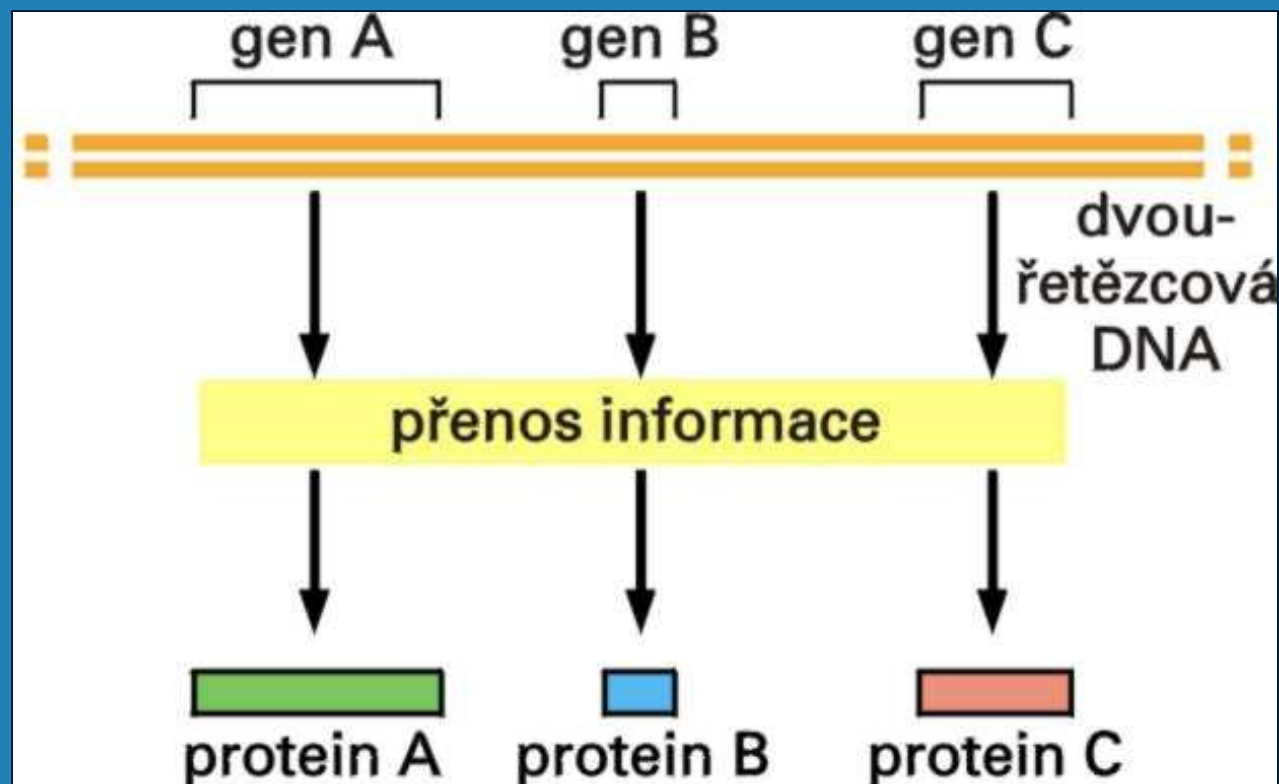 gen A gen B gen C
dvou-
řetězcová
DNA
přenos informace
protein A protein B protein C